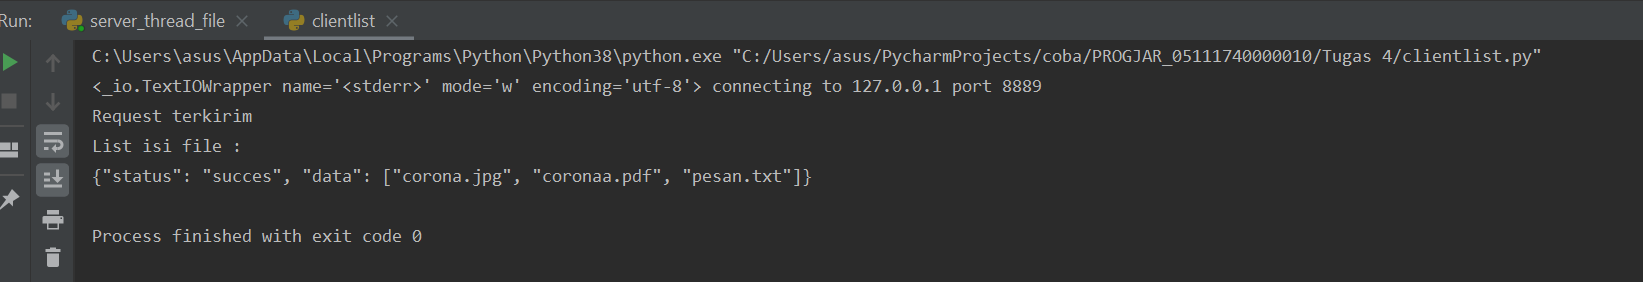 Run: server_thread_file clientlist
C:\Users\asus\AppData\Local\Programs\Python\Python38\python.exe "C:/Users/asus/PycharmProjects/coba/PROGJAR_05111740000010/Tugas 4/clientlist.py"
<_io.TextIOWrapper name='<stderr>' mode='w' encoding='utf-8'> connecting to 127.0.0.1 port 8889
Request terkirim
List isi file :
{"status": "succes", "data": ["corona.jpg", "coronaa.pdf", "pesan.txt"]}
Process finished with exit code 0